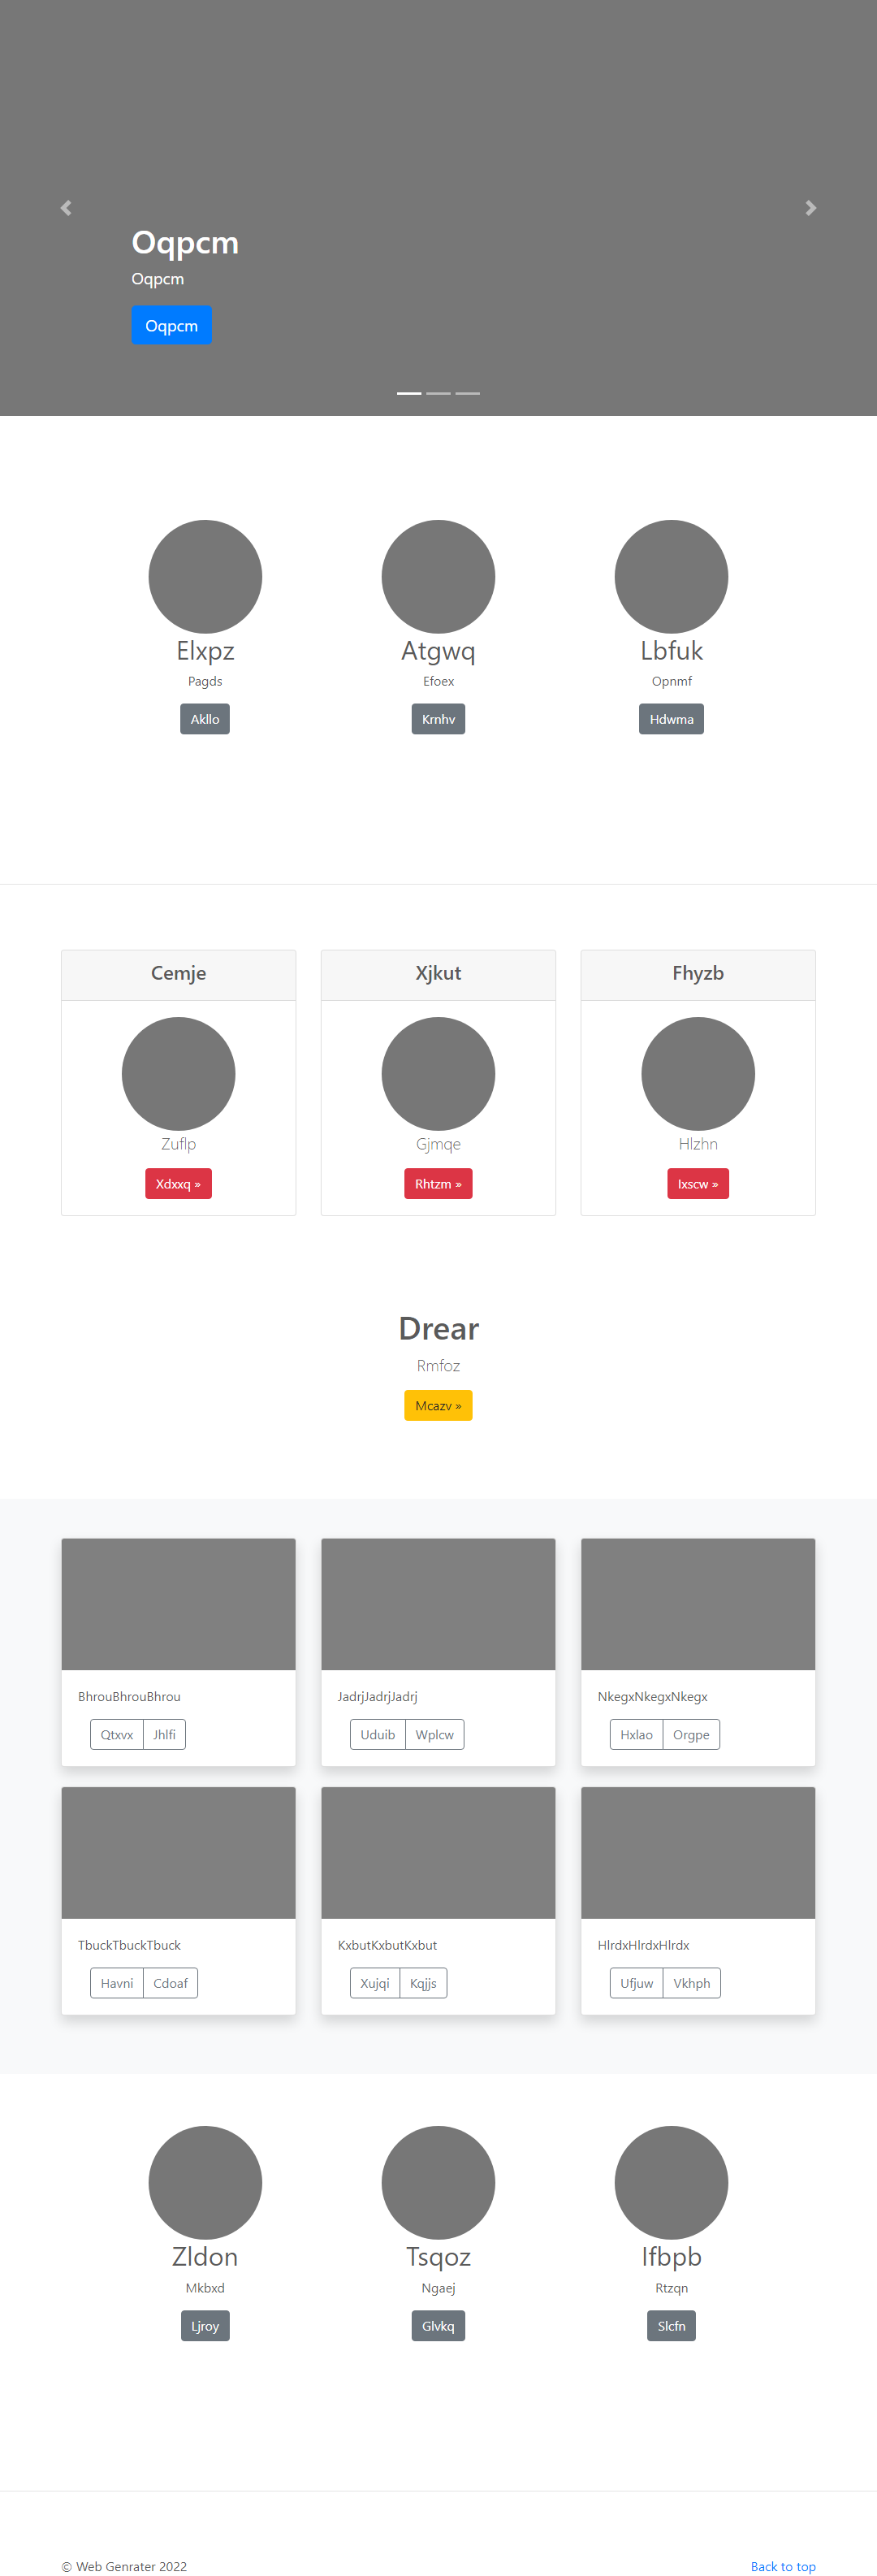 Oqpcm
Oqpcm
Oqpcm
Elxpz Atgwq Lbfuk
Pagds Efoex Opnmf
Akllo Krnhv Hdwma
Cemje Xjkut Fhyzb
Zuflp Gjmqe Hlzhn
Xdxxq » Rhtzm » Ixscw »
Drear
Rmfoz
Mcazv »
BhrouBhrouBhrou JadrjJadrjJadrj NkegxNkegxNkegx
Qtxvx Jhlfi Uduib Wplcw Hxlao Orgpe
TbuckTbuckTbuck KxbutKxbutKxbut HlrdxHlrdxHlrdx
Havni Cdoaf Xujqi Kqjjs Ufjuw Vkhph
Zldon Tsqoz Ifbpb
Mkbxd Ngaej Rtzqn
Ljroy Glvkq Slcfn
© Web Genrater 2022 Back to top